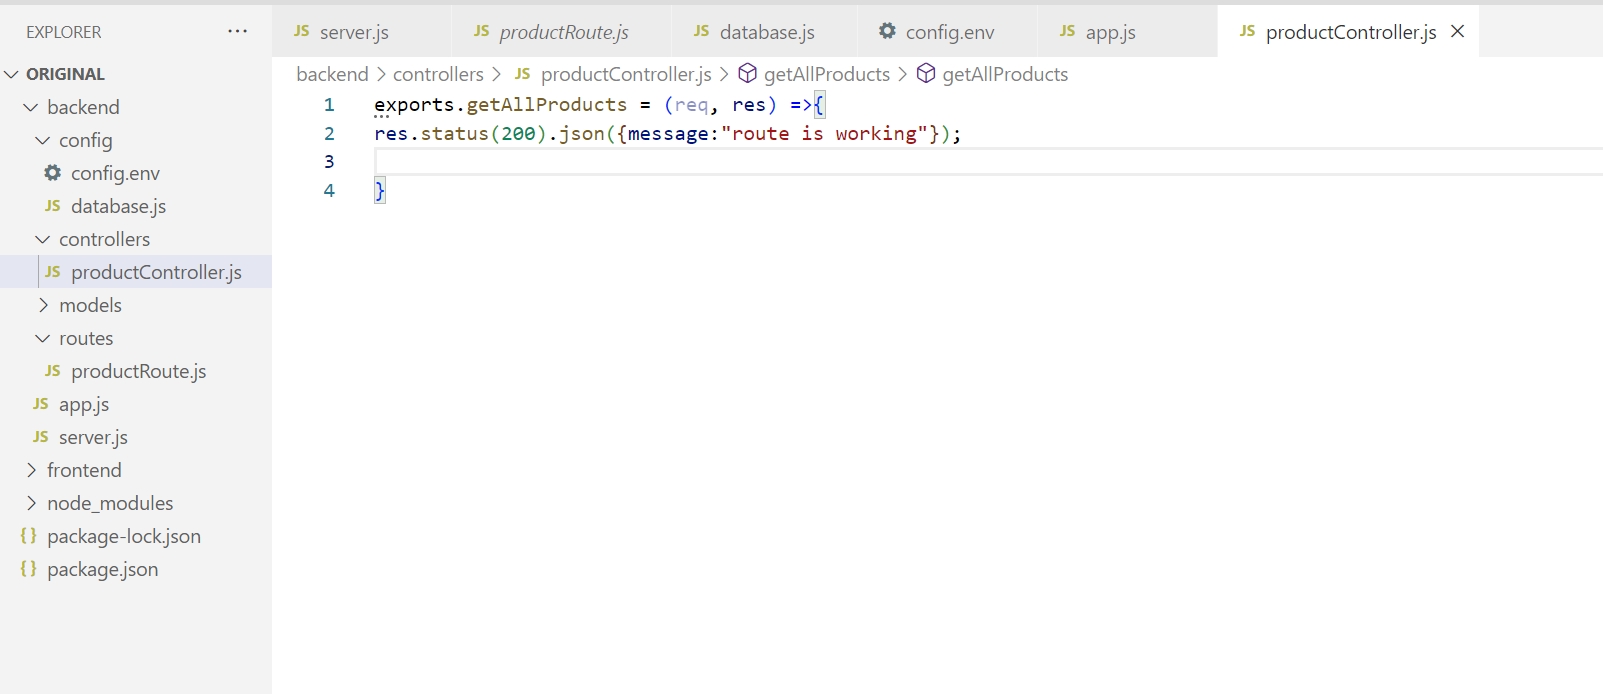 EXPLORER ···
ORIGINAL
backend
config
config.env
JS database.js
controllers
JS productController.js
models
routes
JS productRoute.js
JS app.js
JS server.js
frontend
node_modules
{} package-lock.json
{} package.json
JS server.js JS productRoute.js JS database.js config.env JS app.js JS productController.js
backend > controllers > JS productController.js > getAllProducts > getAllProducts
1 exports.getAllProducts = (req, res) =>{
2 res.status(200).json({message:"route is working"});
3
4 }